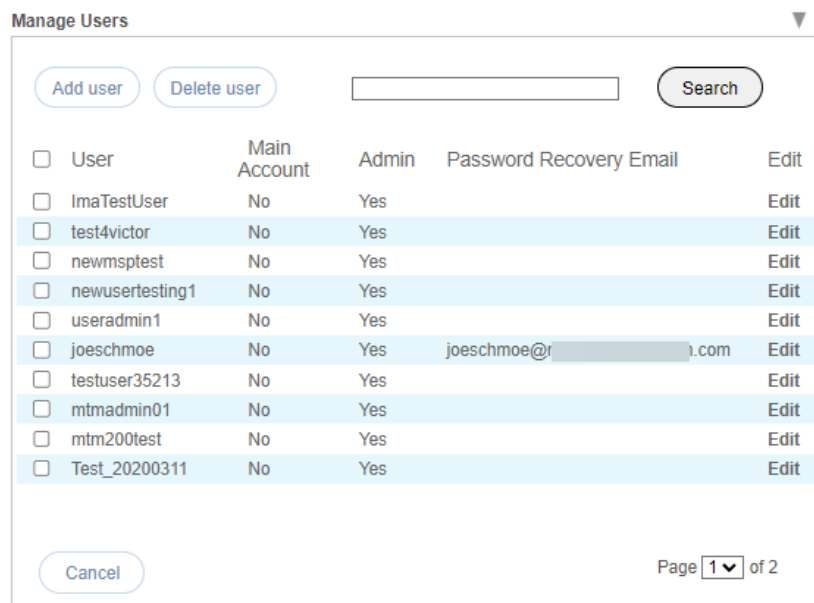 Manage Users
Add user Delete user Search
User Main Account Admin Password Recovery Email Edit
ImaTestUser No Yes Edit
test4victor No Yes Edit
newmsptest No Yes Edit
newusertesting1 No Yes Edit
useradmin1 No Yes Edit
joeschmoe No Yes joeschmoe@ .com Edit
testuser35213 No Yes Edit
mtmadmin01 No Yes Edit
mtm200test No Yes Edit
Test_20200311 No Yes Edit
Cancel Page 1 of 2